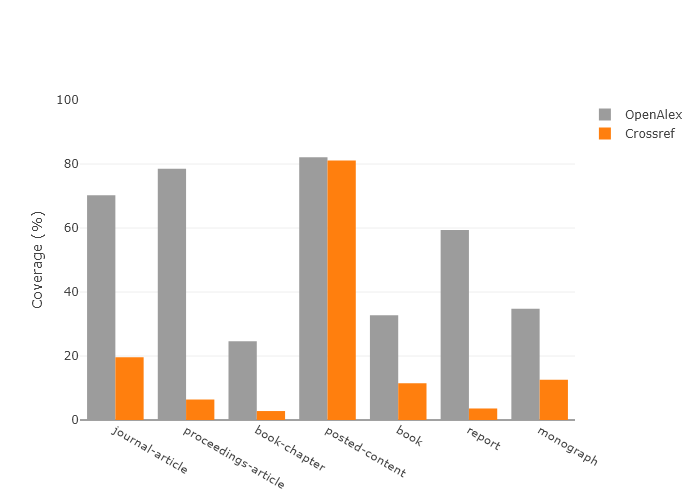 100
80
60
40
20
0
Coverage (%)
OpenAlex
Crossref
journal-article
proceedings-article
book-chapter
posted-content
book
report
monograph